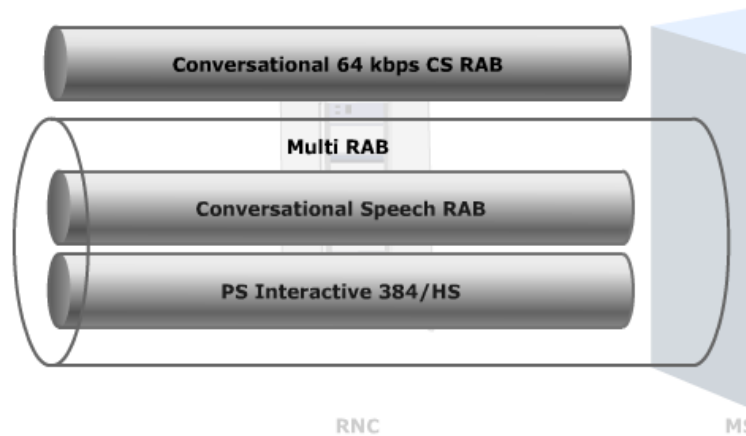 Conversational 64 kbps CS RAB
Multi RAB
Conversational Speech RAB
PS Interactive 384/HS
RNC